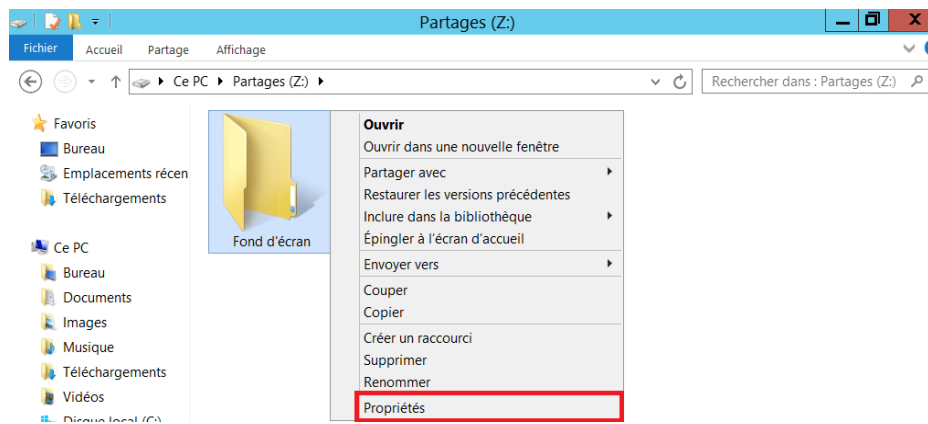 Partages (Z:)
Fichier Accueil Partage Affichage
Ce PC Partages (Z:)
Rechercher dans : Partages (Z:)
Favoris
Bureau
Emplacements récen
Téléchargements
Ce PC
Bureau
Documents
Images
Musique
Téléchargements
Vidéos
Disque local (C:)
Fond d'écran
Ouvrir
Ouvrir dans une nouvelle fenêtre
Partager avec
Restaurer les versions précédentes
Inclure dans la bibliothèque
Épingler à l'écran d'accueil
Envoyer vers
Couper
Copier
Créer un raccourci
Supprimer
Renommer
Propriétés